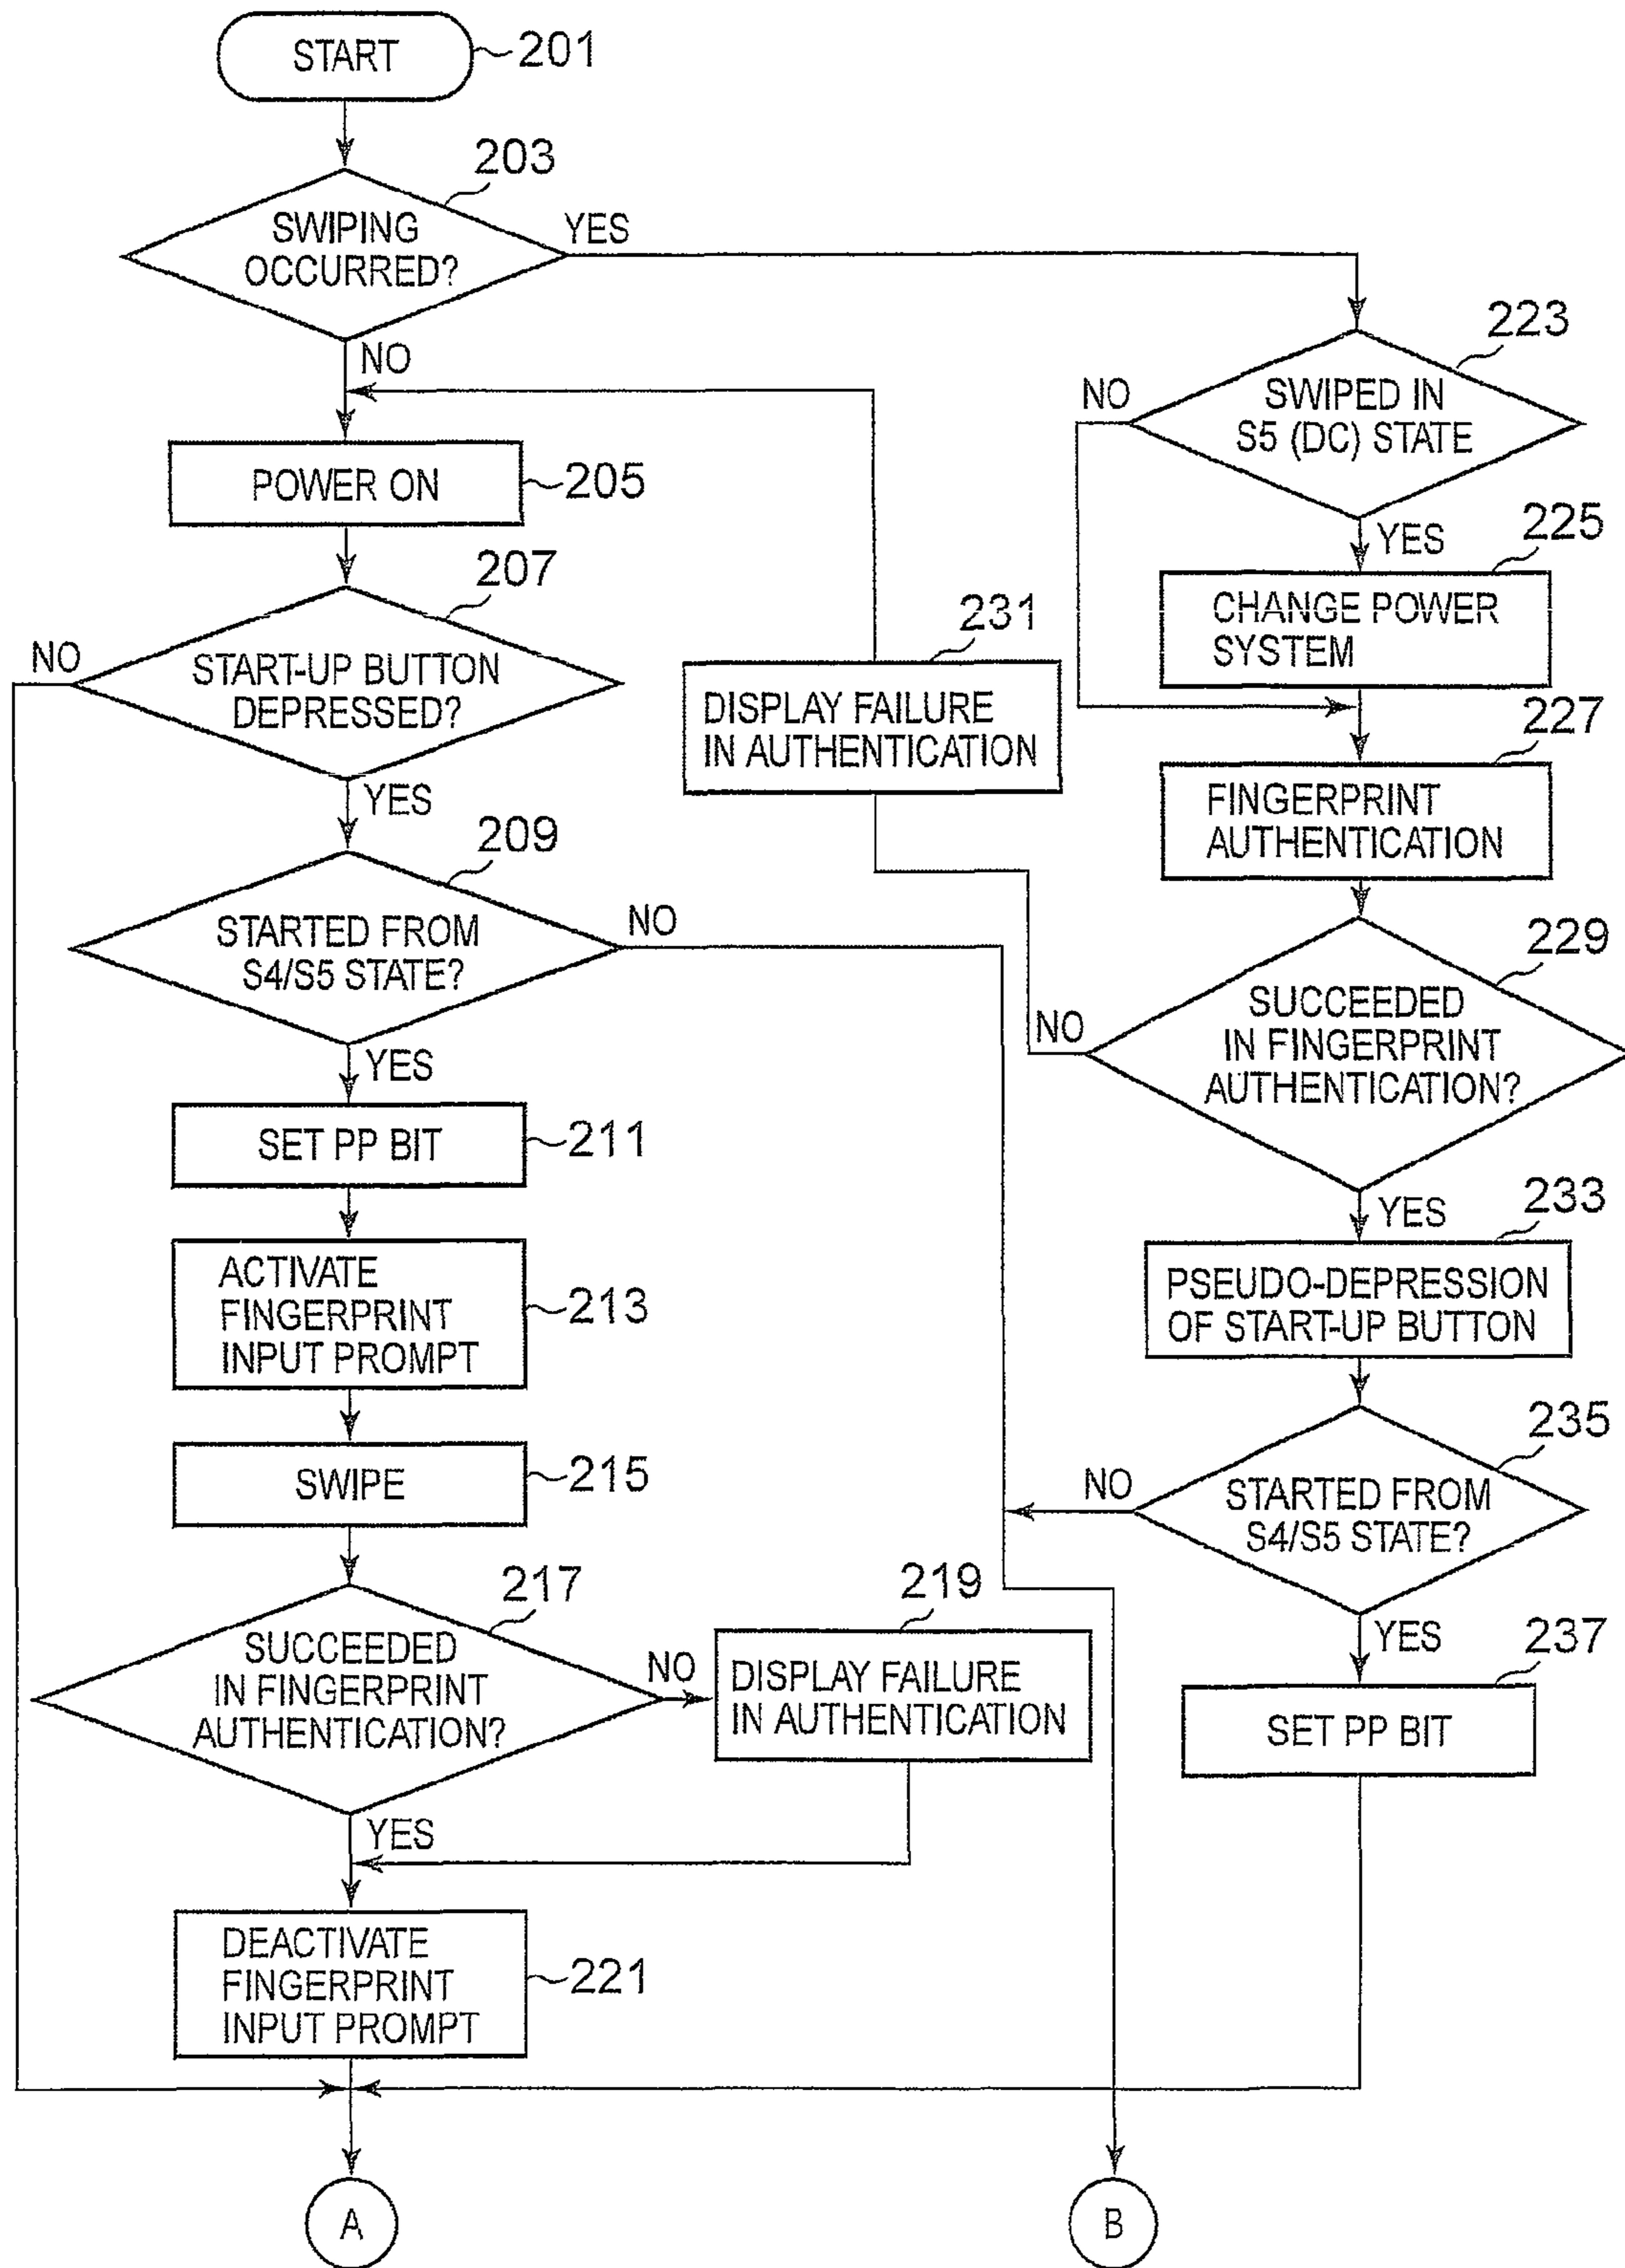 START
201
203
SWIPING
OCCURRED?
YES
NO
223
SWIPED IN
S5 (DC) STATE
NO
YES
POWER ON
205
225
CHANGE POWER
SYSTEM
207
START-UP BUTTON
DEPRESSED?
NO
YES
231
DISPLAY FAILURE
IN AUTHENTICATION
227
FINGERPRINT
AUTHENTICATION
209
STARTED FROM
S4/S5 STATE?
NO
YES
229
SUCCEEDED
IN FINGERPRINT
AUTHENTICATION?
NO
YES
SET PP BIT
211
233
PSEUDO-DEPRESSION
OF START-UP BUTTON
ACTIVATE
FINGERPRINT
INPUT PROMPT
213
235
STARTED FROM
S4/S5 STATE?
NO
YES
SWIPE
215
217
SUCCEEDED
IN FINGERPRINT
AUTHENTICATION?
NO
YES
219
DISPLAY FAILURE
IN AUTHENTICATION
237
SET PP BIT
DEACTIVATE
FINGERPRINT
INPUT PROMPT
221
A
B